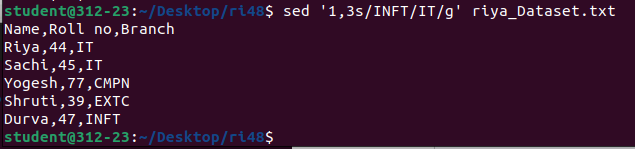 student@312-23:~/Desktop/ri48$ sed '1,3s/INFT/IT/g' riya_Dataset.txt
Name,Roll no,Branch
Riya,44,IT
Sachi,45,IT
Yogesh,77,CMPN
Shruti,39,EXTC
Durva,47,INFT
student@312-23:~/Desktop/ri48$